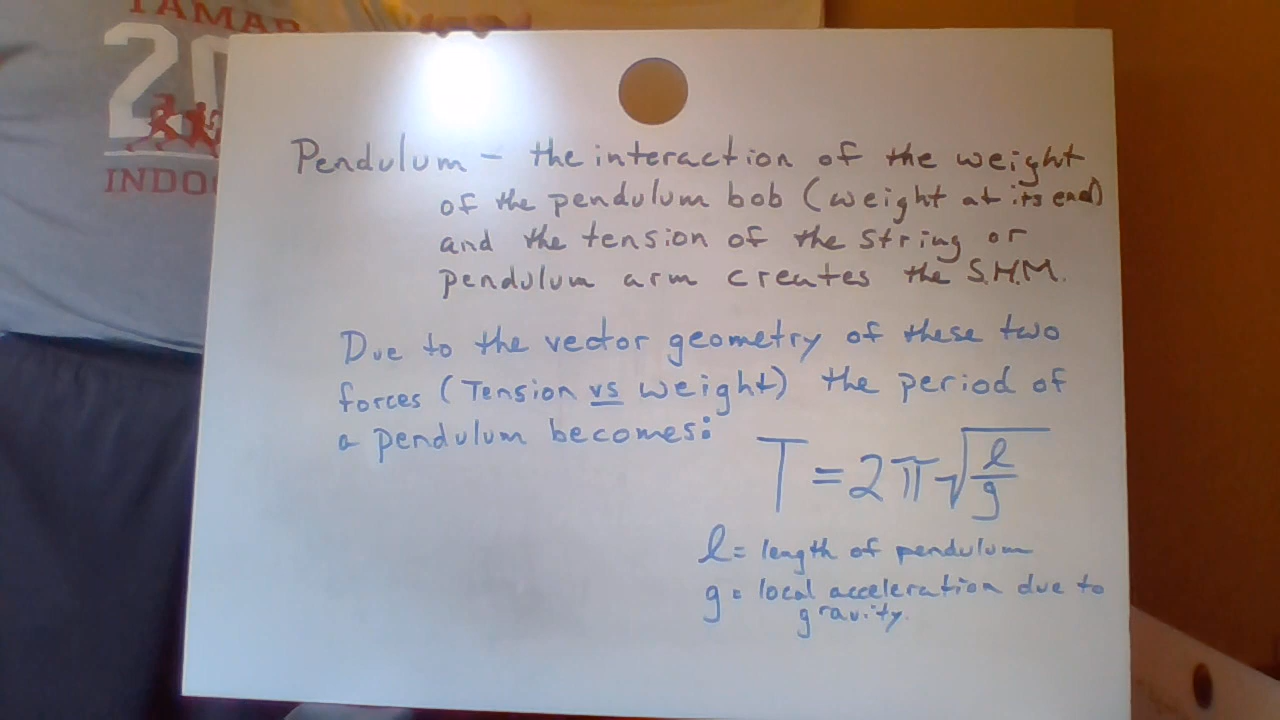 TAMAR
20
INDO
Pendulum - the interaction of the weight
of the pendulum bob (weight at its end)
and the tension of the string or
pendulum arm creates the S.H.M.
Due to the vector geometry of these two
forces (Tension vs weight) the period of
a pendulum becomes:
T = 2π√(l/g)
l = length of pendulum
g = local acceleration due to
gravity.